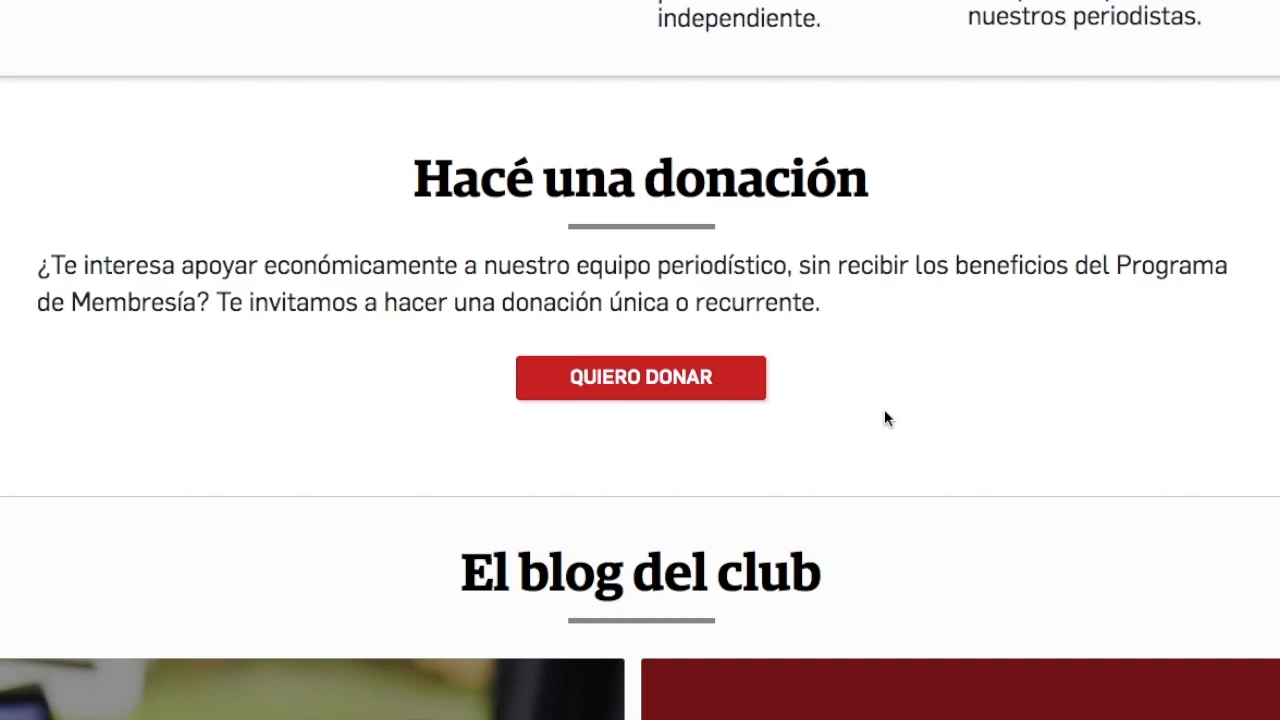 independiente.
nuestros periodistas.
Hacé una donación
¿Te interesa apoyar económicamente a nuestro equipo periodístico, sin recibir los beneficios del Programa
de Membresía? Te invitamos a hacer una donación única o recurrente.
QUIERO DONAR
El blog del club